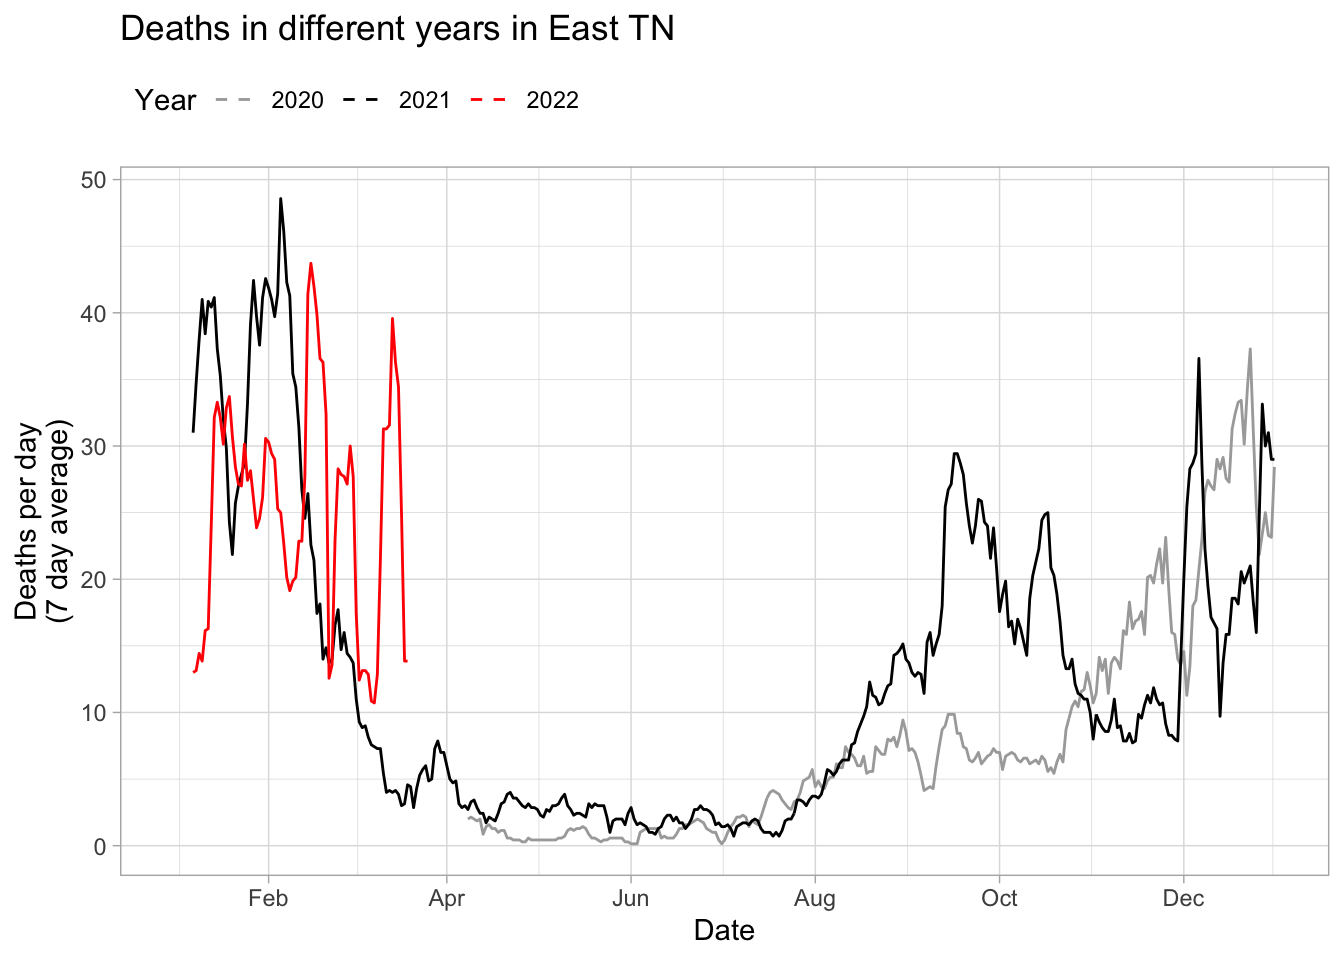 Deaths in different years in East TN
Year 2020 2021 2022
50
40
30
20
10
0
Deaths per day
(7 day average)
Feb Apr Jun Aug Oct Dec
Date